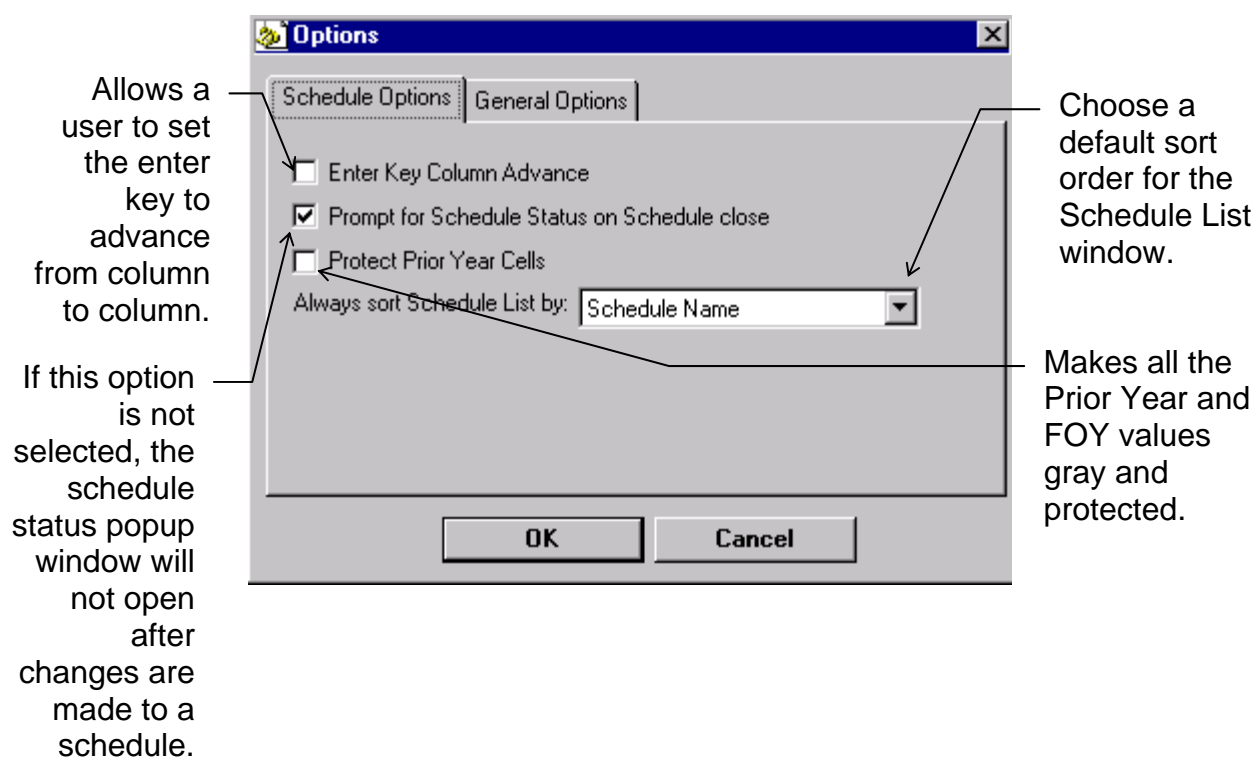 Options
Schedule Options
General Options
Enter Key Column Advance
Prompt for Schedule Status on Schedule close
Protect Prior Year Cells
Always sort Schedule List by:
Schedule Name
OK
Cancel
Allows a
user to set
the enter
key to
advance
from column
to column.
If this option
is not
selected, the
schedule
status popup
window will
not open
after
changes are
made to a
schedule.
Choose a
default sort
order for the
Schedule List
window.
Makes all the
Prior Year and
FOY values
gray and
protected.